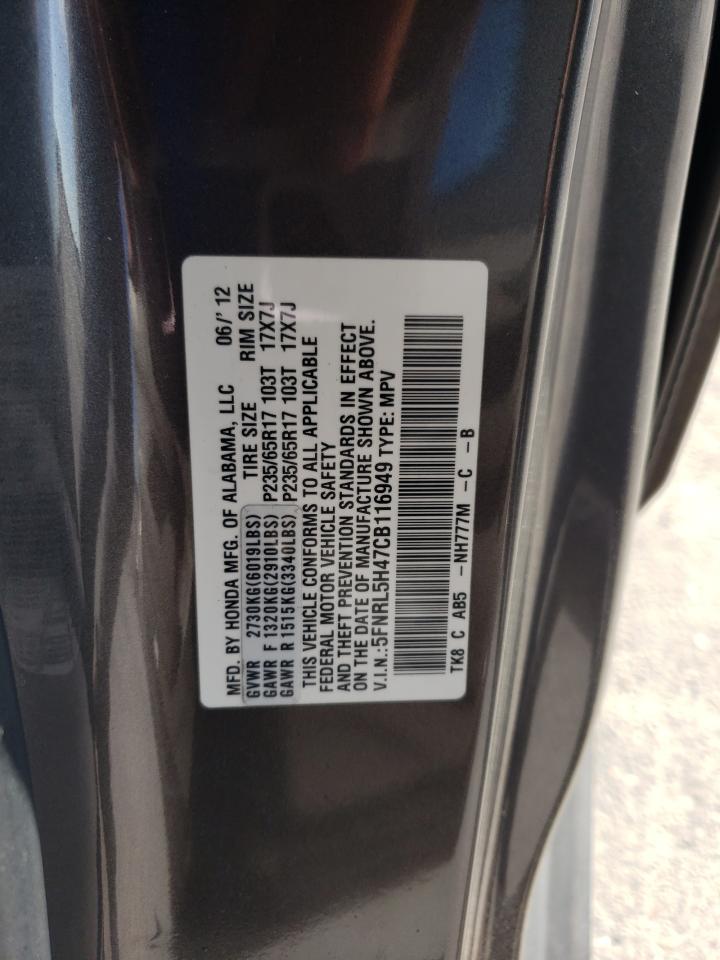 MFD. BY HONDA MFG. OF ALABAMA, LLC 06/' 12
TIRE SIZE RIM SIZE
GVWR 2730KG(6019LBS)
GAWR F 1320KG(2910LBS) P235/65R17 103T 17X7J
GAWR R 1515KG(3340LBS) P235/65R17 103T 17X7J
THIS VEHICLE CONFORMS TO ALL APPLICABLE
FEDERAL MOTOR VEHICLE SAFETY
AND THEFT PREVENTION STANDARDS IN EFFECT
ON THE DATE OF MANUFACTURE SHOWN ABOVE.
V.I.N.:5FNRL5H47CB116949 TYPE: MPV
TK8 C AB5 -NH777M -C -B